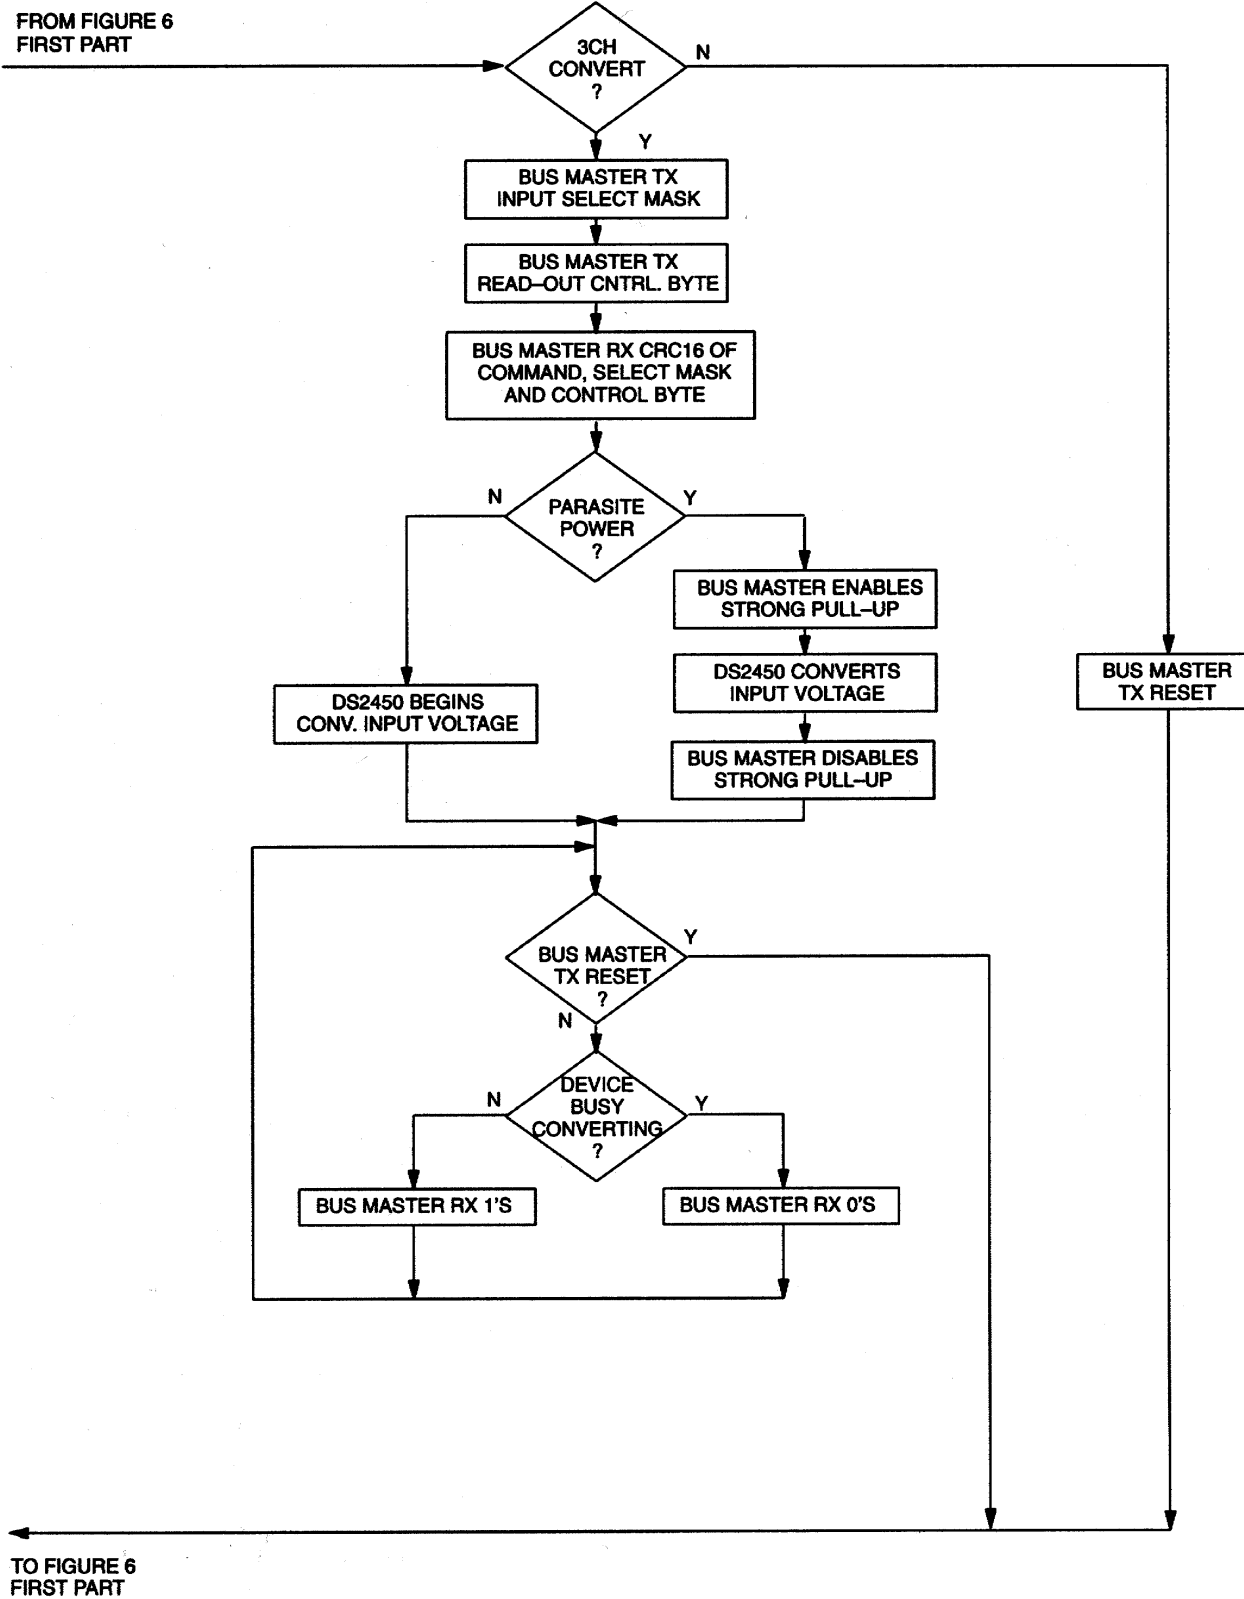 FROM FIGURE 6
FIRST PART
3CH
CONVERT
?
N
Y
BUS MASTER TX
INPUT SELECT MASK
BUS MASTER TX
READ–OUT CNTRL. BYTE
BUS MASTER RX CRC16 OF
COMMAND, SELECT MASK
AND CONTROL BYTE
N
PARASITE
POWER
?
Y
BUS MASTER ENABLES
STRONG PULL–UP
DS2450 CONVERTS
INPUT VOLTAGE
BUS MASTER
TX RESET
DS2450 BEGINS
CONV. INPUT VOLTAGE
BUS MASTER DISABLES
STRONG PULL–UP
BUS MASTER
TX RESET
?
Y
N
DEVICE
BUSY
CONVERTING
?
N
Y
BUS MASTER RX 1'S
BUS MASTER RX 0'S
TO FIGURE 6
FIRST PART